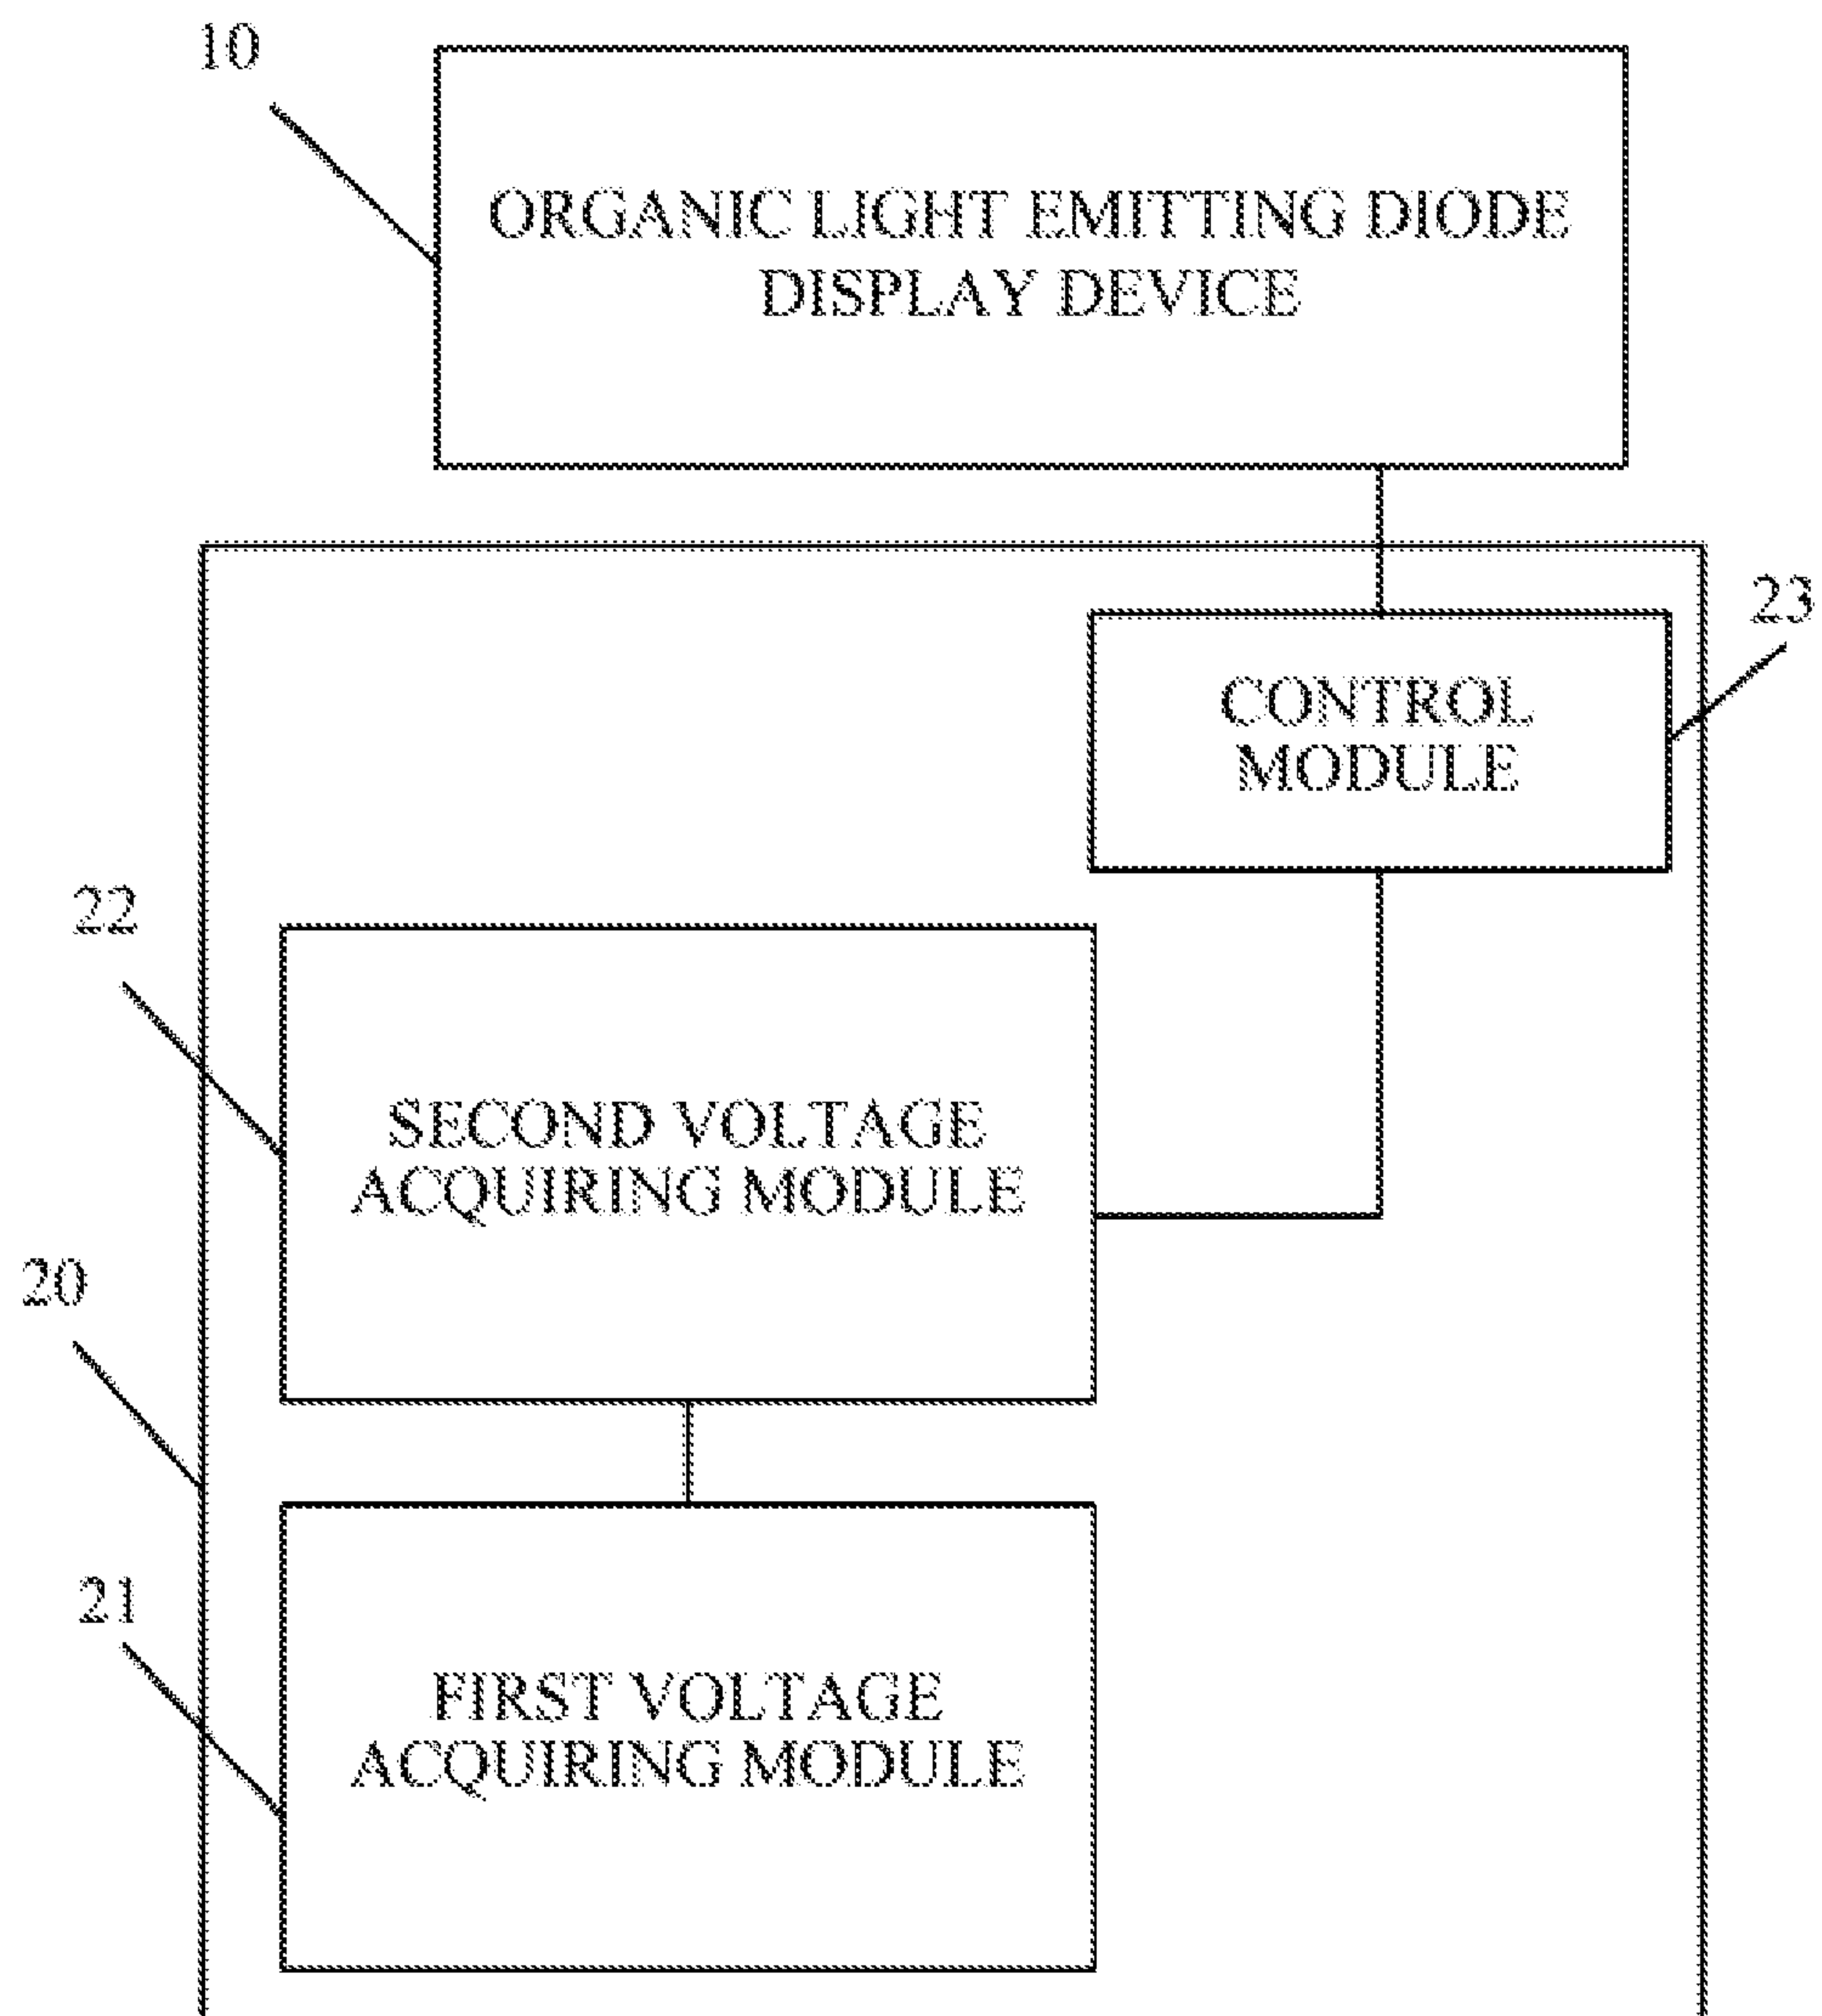 10
ORGANIC LIGHT EMITTING DIODE
DISPLAY DEVICE
23
CONTROL
MODULE
22
SECOND VOLTAGE
ACQUIRING MODULE
20
21
FIRST VOLTAGE
ACQUIRING MODULE